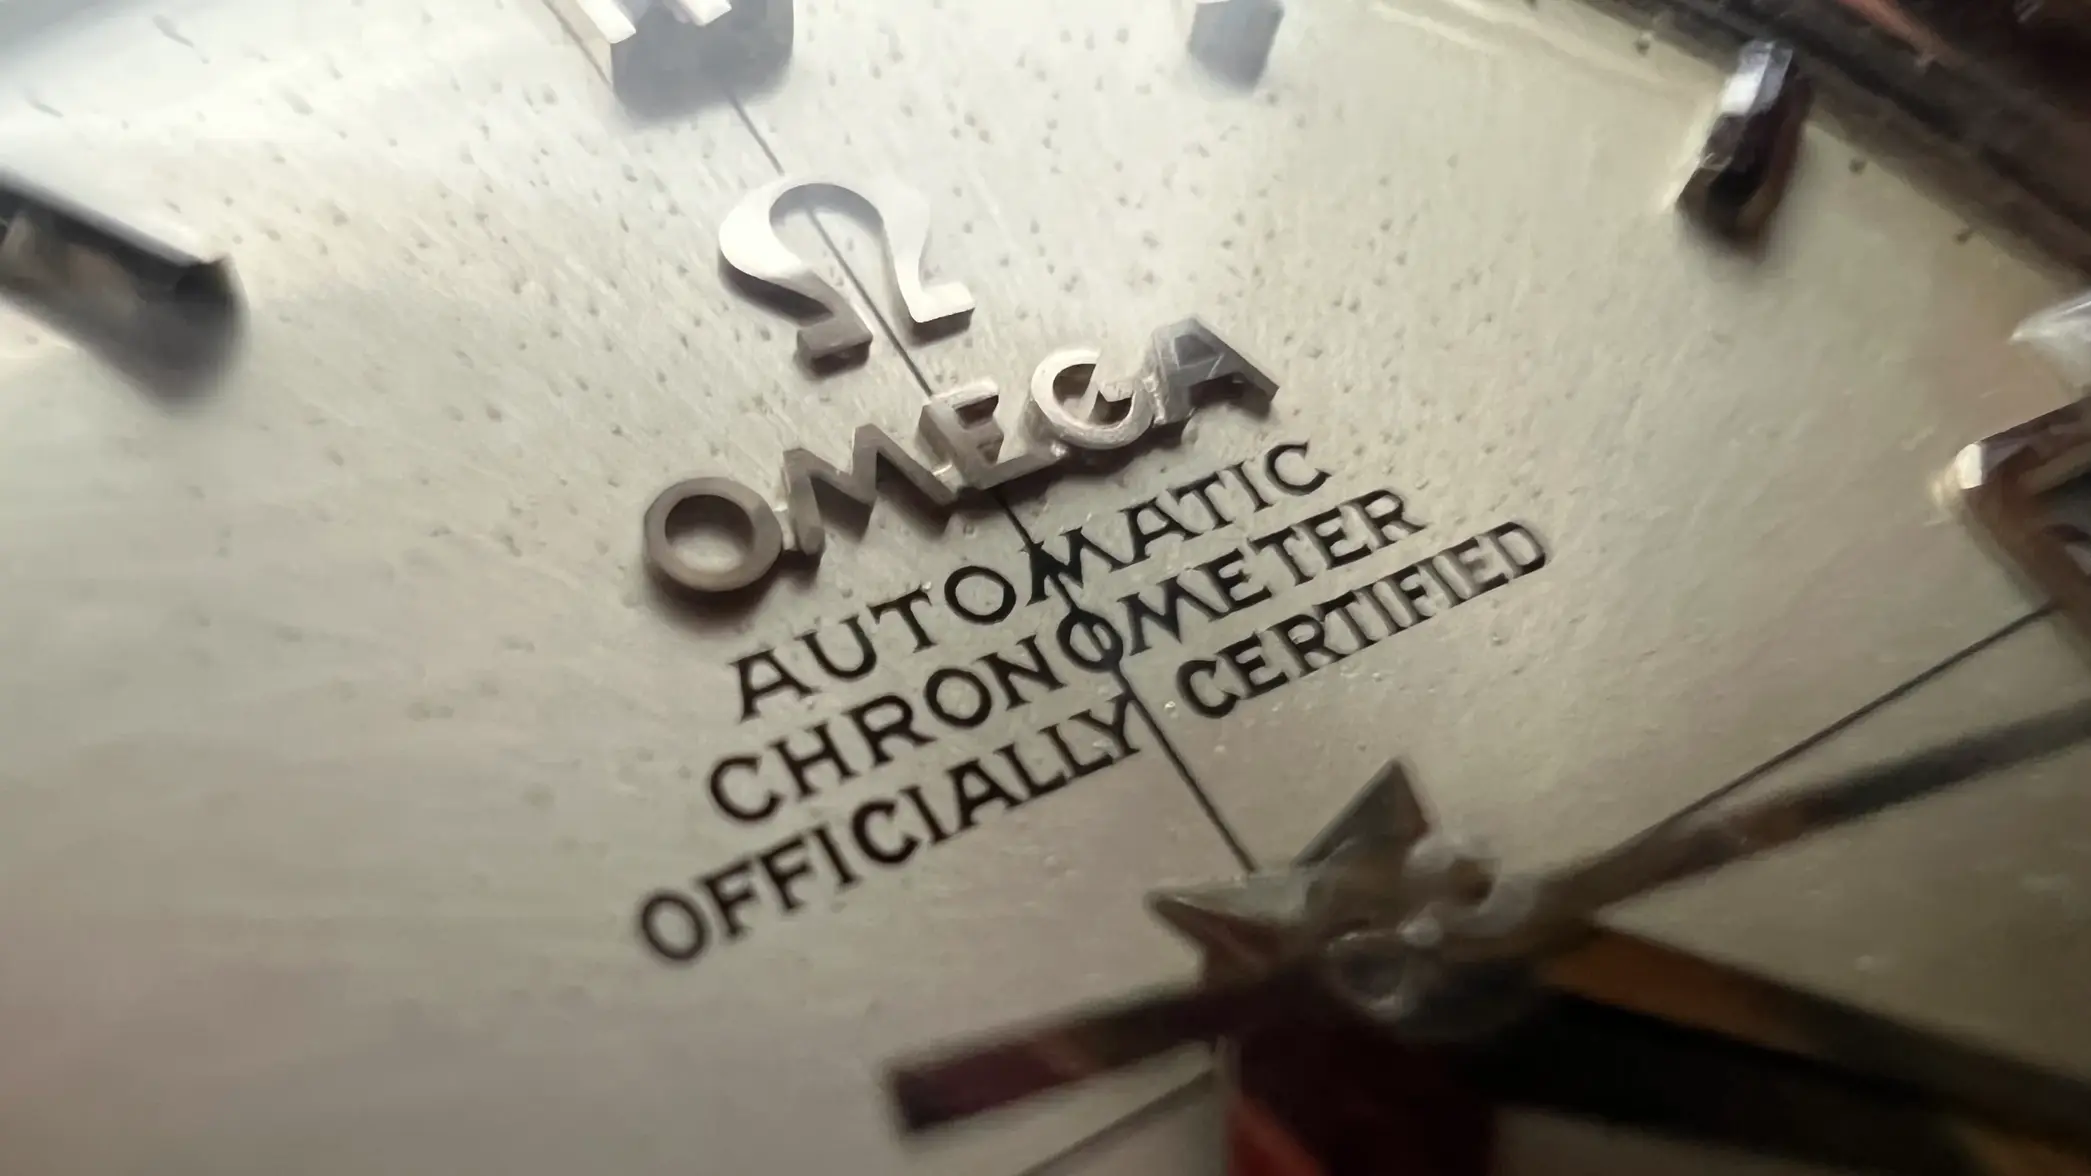 Ω
OMEGA
AUTOMATIC
CHRONOMETER
OFFICIALLY CERTIFIED